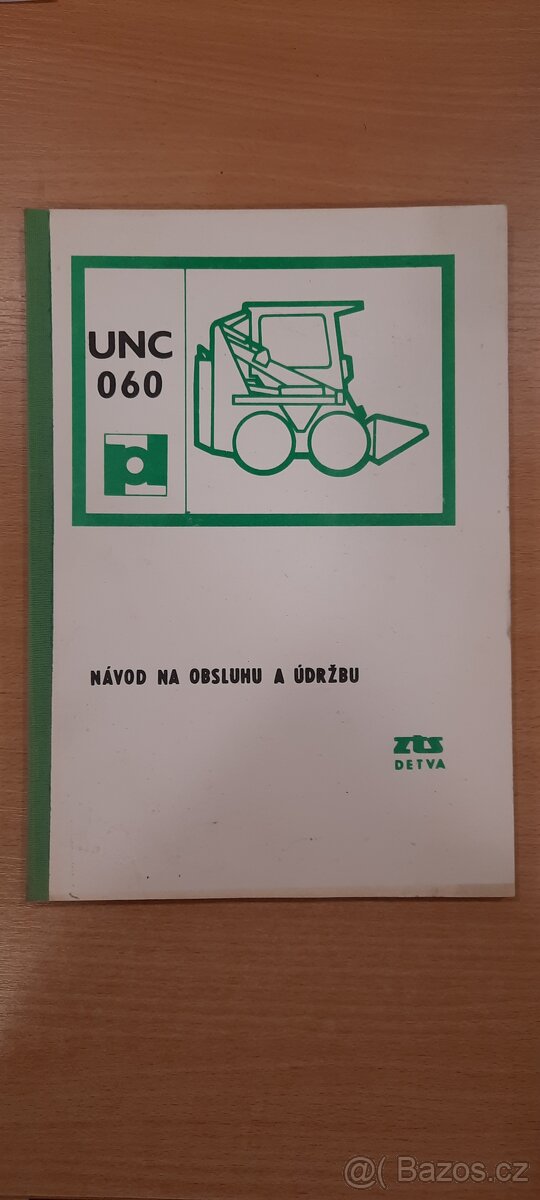 UNC
060
NÁVOD NA OBSLUHU A ÚDRŽBU
ZTS
DETVA
@( Bazos.cz